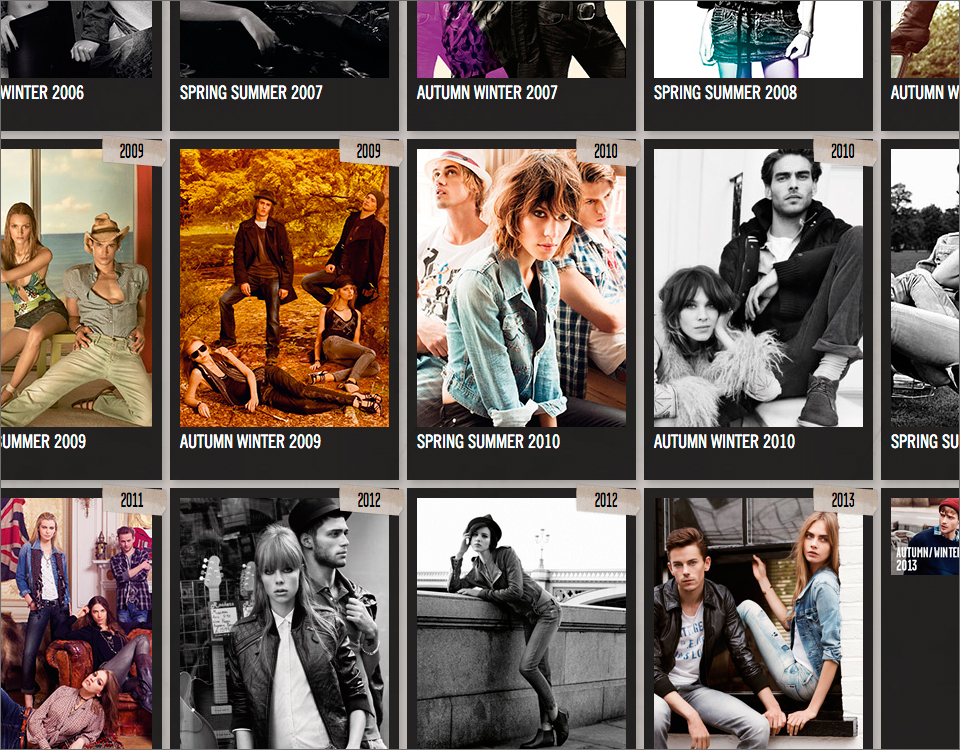 WINTER 2006
SPRING SUMMER 2007
AUTUMN WINTER 2007
SPRING SUMMER 2008
AUTUMN W
2009
2009
2010
2010
SUMMER 2009
AUTUMN WINTER 2009
SPRING SUMMER 2010
AUTUMN WINTER 2010
SPRING SU
2011
2012
2012
2013
AUTUMN/WINTE
2013